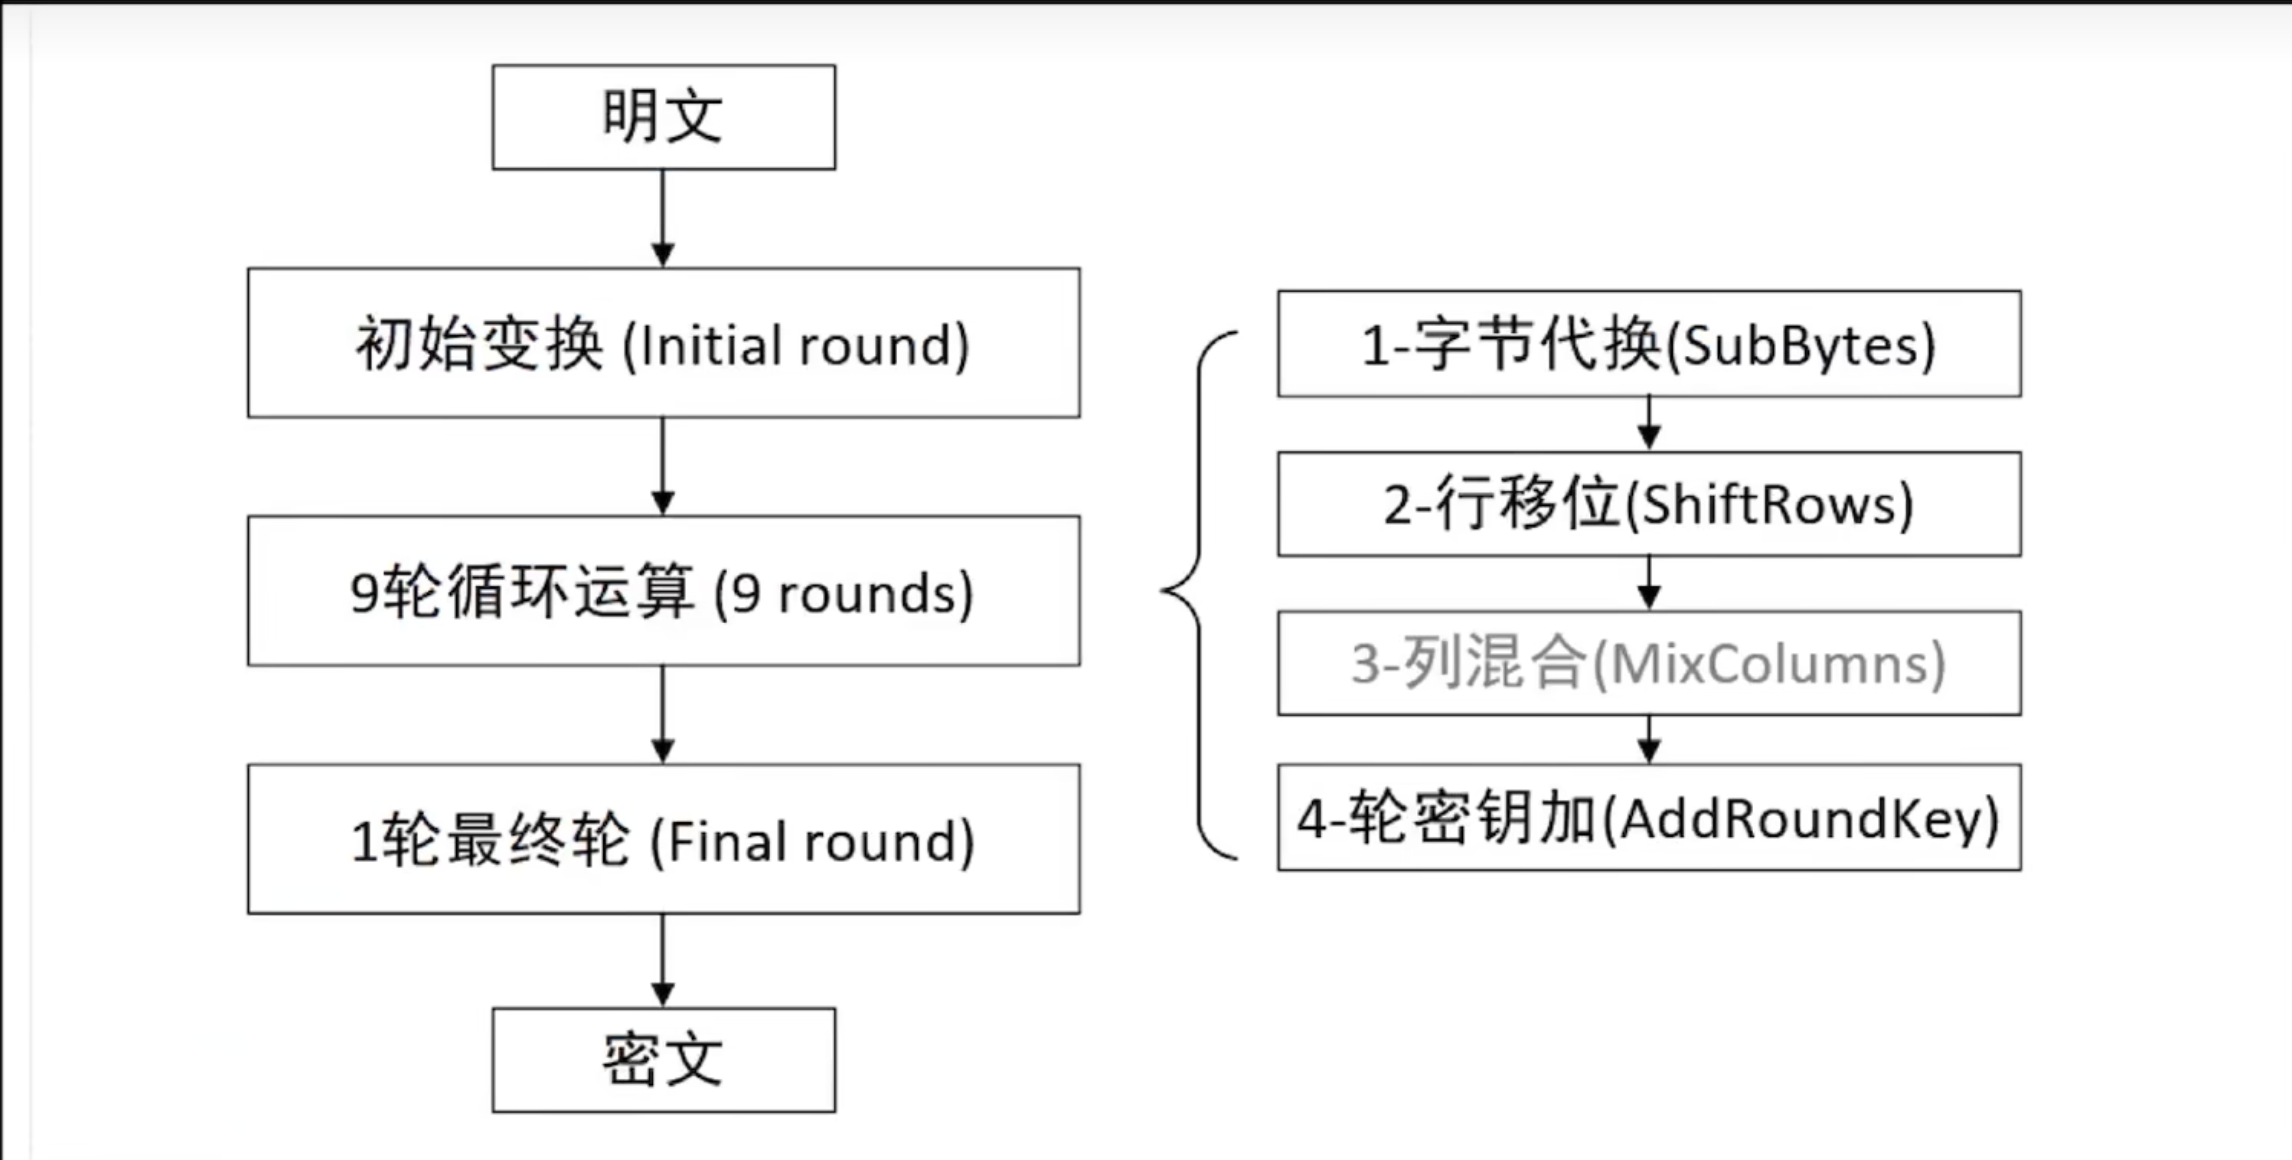 明文
初始变换 (Initial round)
9轮循环运算 (9 rounds)
1轮最终轮 (Final round)
密文
1-字节代换(SubBytes)
2-行移位(ShiftRows)
3-列混合(MixColumns)
4-轮密钥加(AddRoundKey)